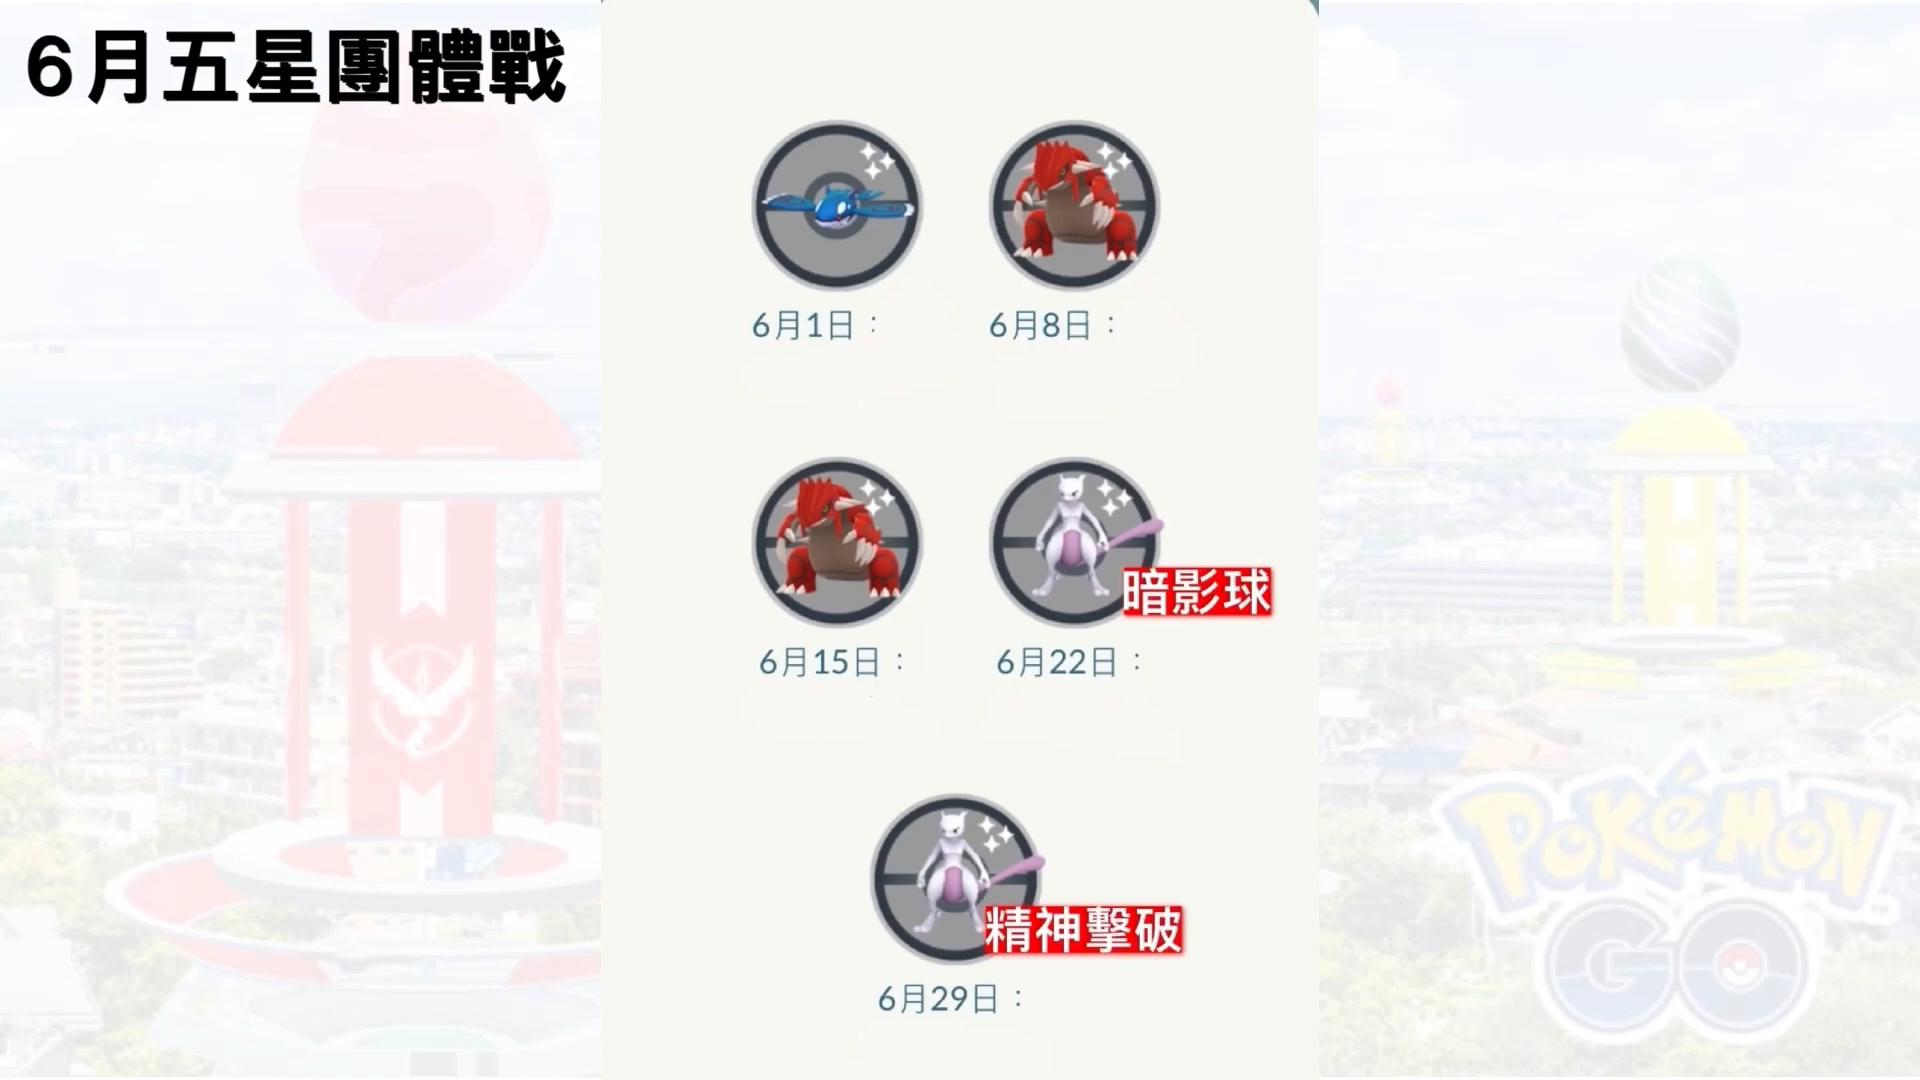 6月五星團體戰
6月1日：
6月8日：
6月15日：
暗影球
6月22日：
精神擊破
6月29日：
POKéMON
GO